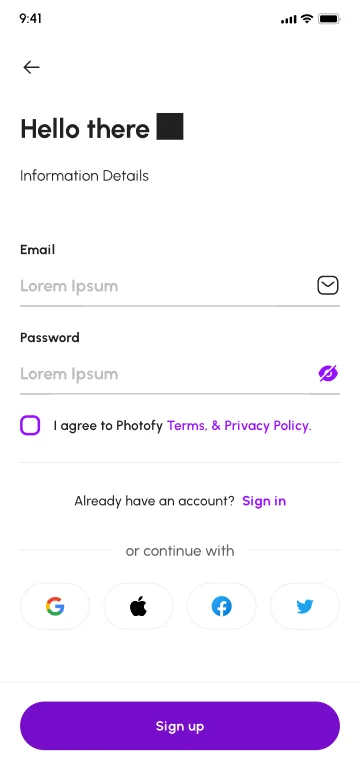 9:41
Hello there
Information Details
Email
Lorem Ipsum
Password
Lorem Ipsum
I agree to Photofy Terms, & Privacy Policy.
Already have an account? Sign in
or continue with
Sign up